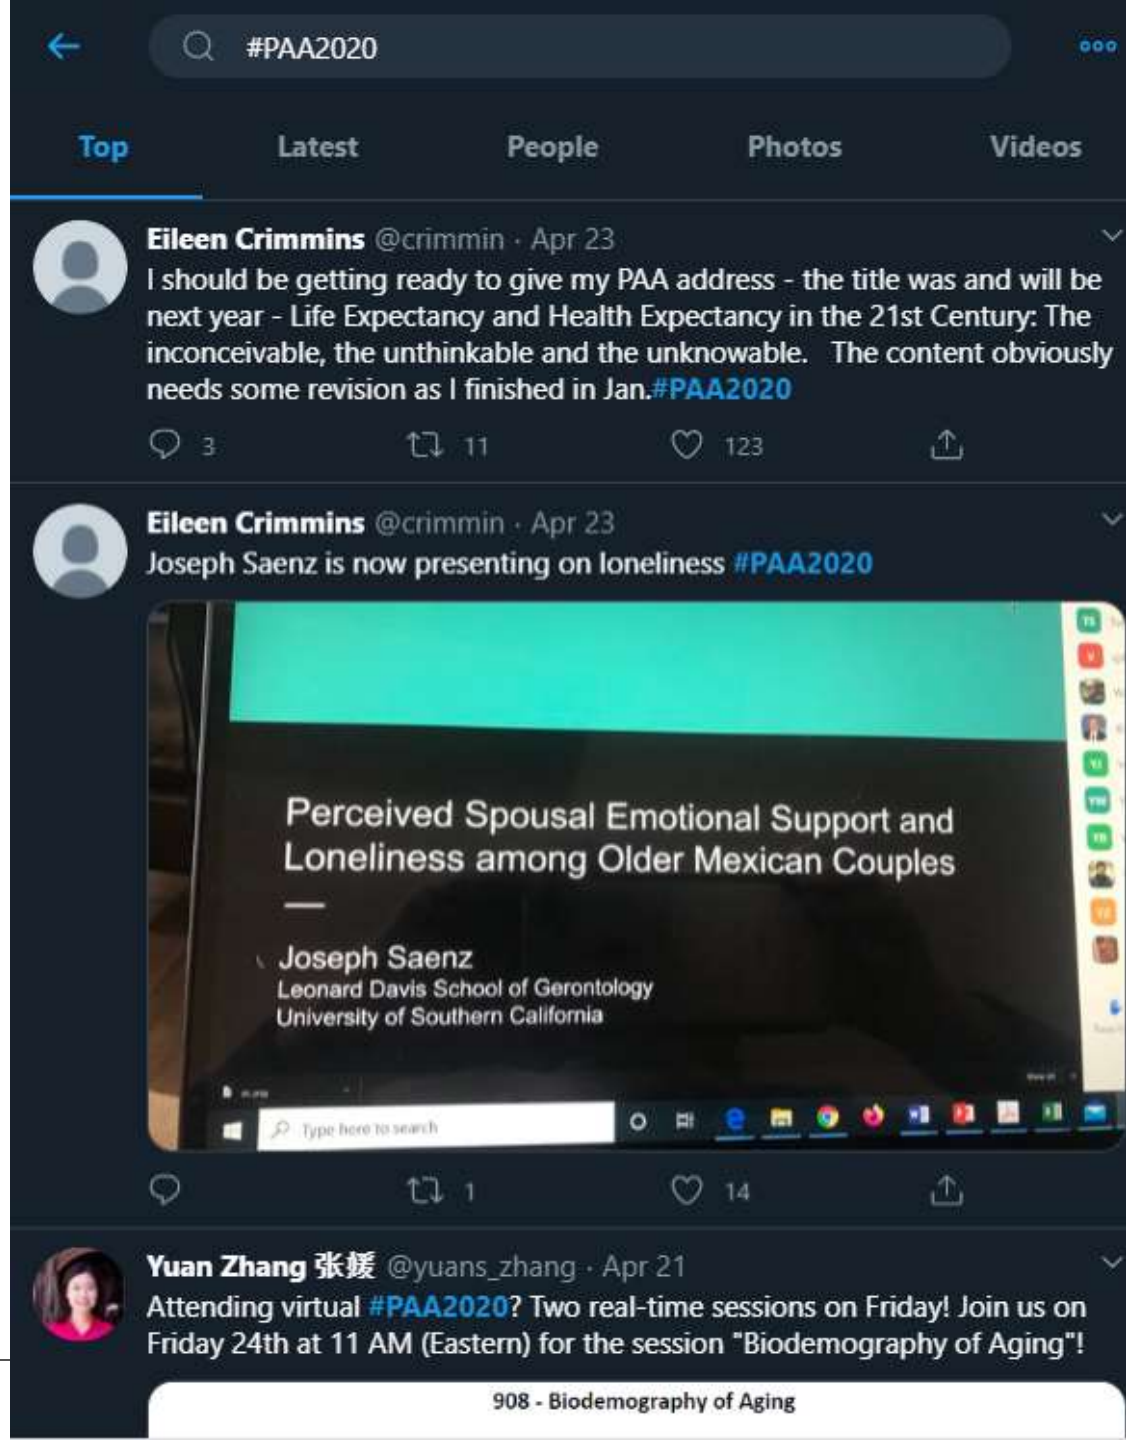 #PAA2020
Top Latest People Photos Videos
Eileen Crimmins @crimmin · Apr 23
I should be getting ready to give my PAA address - the title was and will be
next year - Life Expectancy and Health Expectancy in the 21st Century: The
inconceivable, the unthinkable and the unknowable. The content obviously
needs some revision as I finished in Jan.#PAA2020
3 11 123
Eileen Crimmins @crimmin · Apr 23
Joseph Saenz is now presenting on loneliness #PAA2020
TS
V
Perceived Spousal Emotional Support and
Loneliness among Older Mexican Couples
Joseph Saenz
Leonard Davis School of Gerontology
University of Southern California
YJ
YW
YB
Type here to search
1 14
Yuan Zhang 张媛 @yuans_zhang · Apr 21
Attending virtual #PAA2020? Two real-time sessions on Friday! Join us on
Friday 24th at 11 AM (Eastern) for the session "Biodemography of Aging"!
908 - Biodemography of Aging